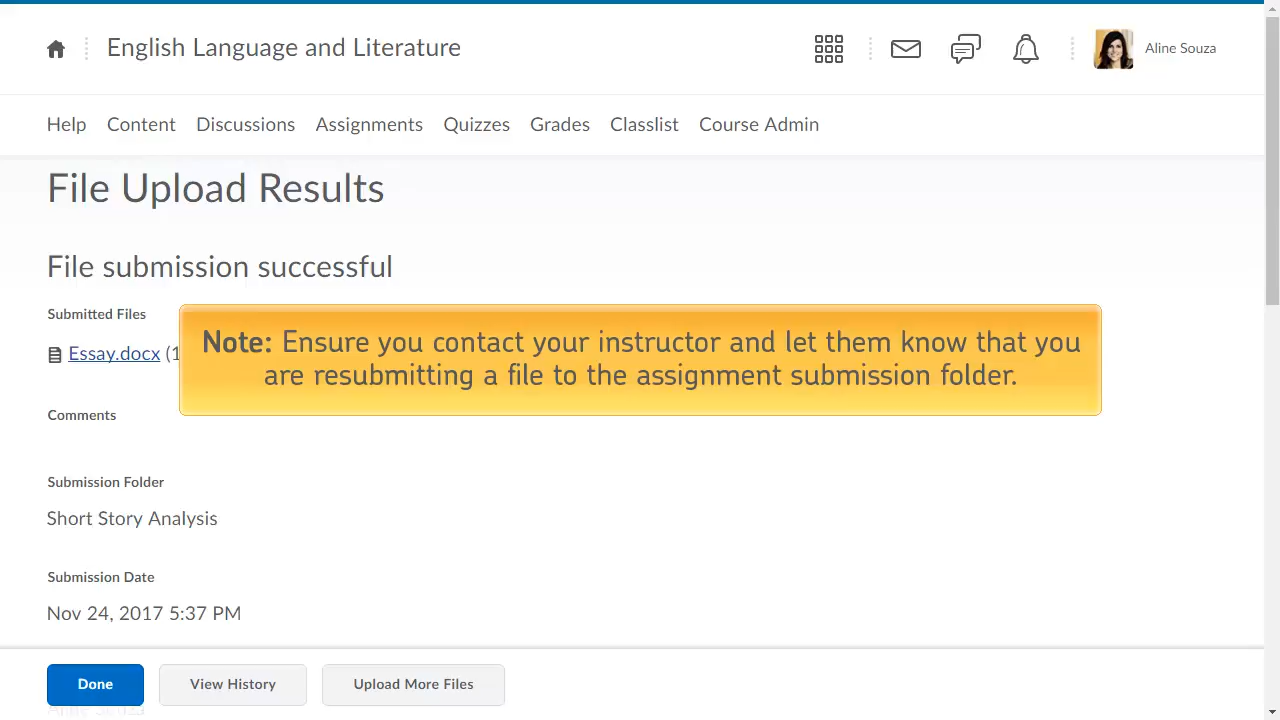 English Language and Literature
Aline Souza
Help Content Discussions Assignments Quizzes Grades Classlist Course Admin
File Upload Results
File submission successful
Submitted Files
Essay.docx (1
Note: Ensure you contact your instructor and let them know that you
are resubmitting a file to the assignment submission folder.
Comments
Submission Folder
Short Story Analysis
Submission Date
Nov 24, 2017 5:37 PM
Done View History Upload More Files